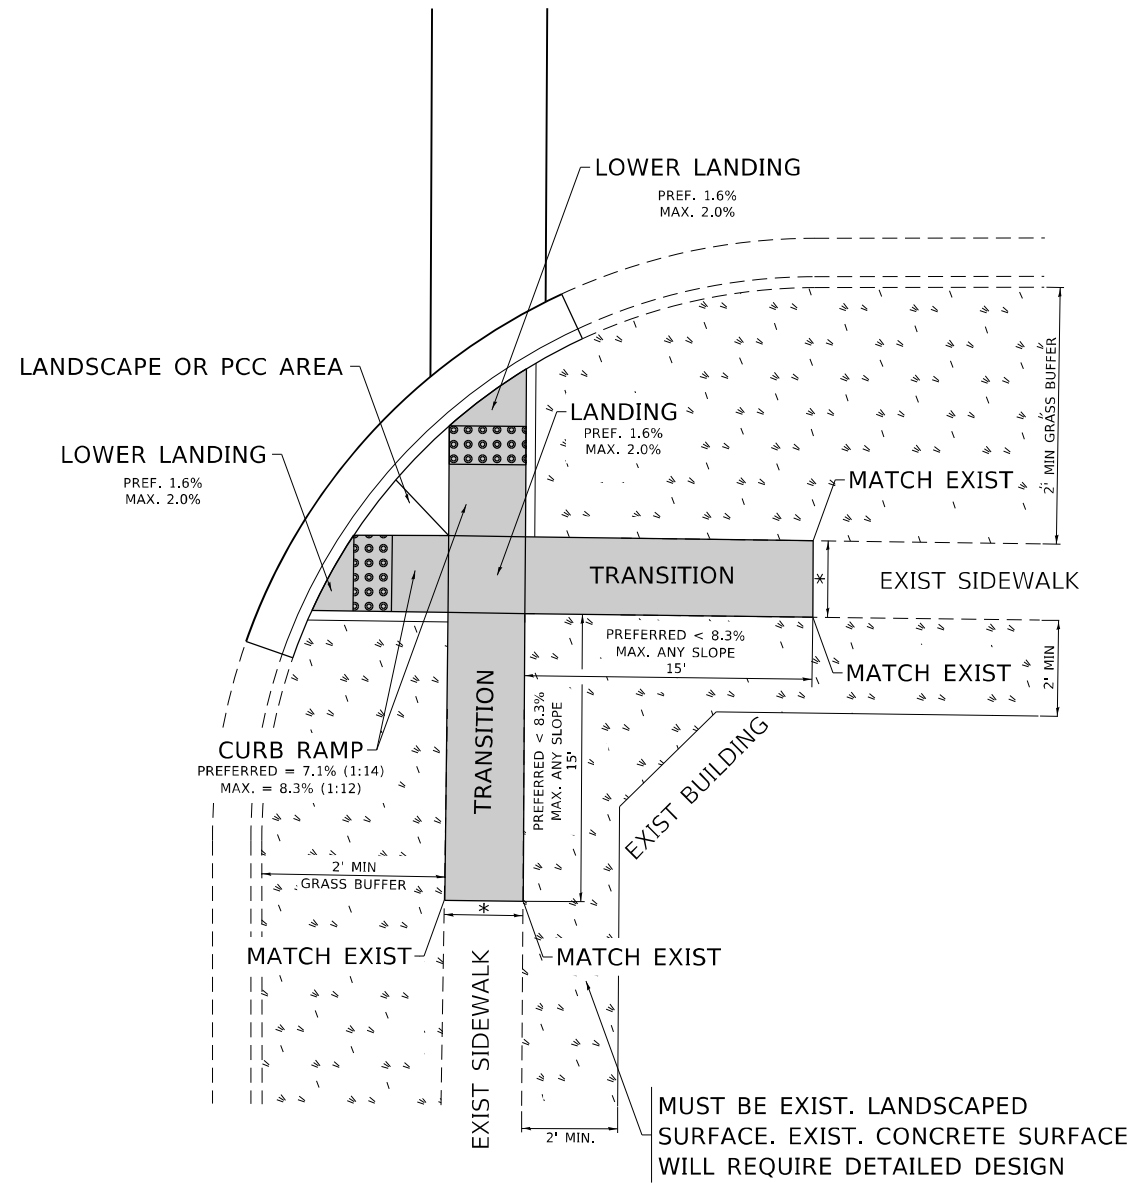 LOWER LANDING
PREF. 1.6%
MAX. 2.0%
LANDSCAPE OR PCC AREA
LANDING
PREF. 1.6%
MAX. 2.0%
LOWER LANDING
PREF. 1.6%
MAX. 2.0%
2' MIN GRASS BUFFER
MATCH EXIST
TRANSITION
*
EXIST SIDEWALK
PREFERRED < 8.3%
MAX. ANY SLOPE
15'
MATCH EXIST
2' MIN
TRANSITION
PREFERRED < 8.3%
MAX. ANY SLOPE
15'
CURB RAMP
PREFERRED = 7.1% (1:14)
MAX. = 8.3% (1:12)
EXIST BUILDING
2' MIN
GRASS BUFFER
*
MATCH EXIST
MATCH EXIST
EXIST SIDEWALK
2' MIN.
MUST BE EXIST. LANDSCAPED
SURFACE. EXIST. CONCRETE SURFACE
WILL REQUIRE DETAILED DESIGN